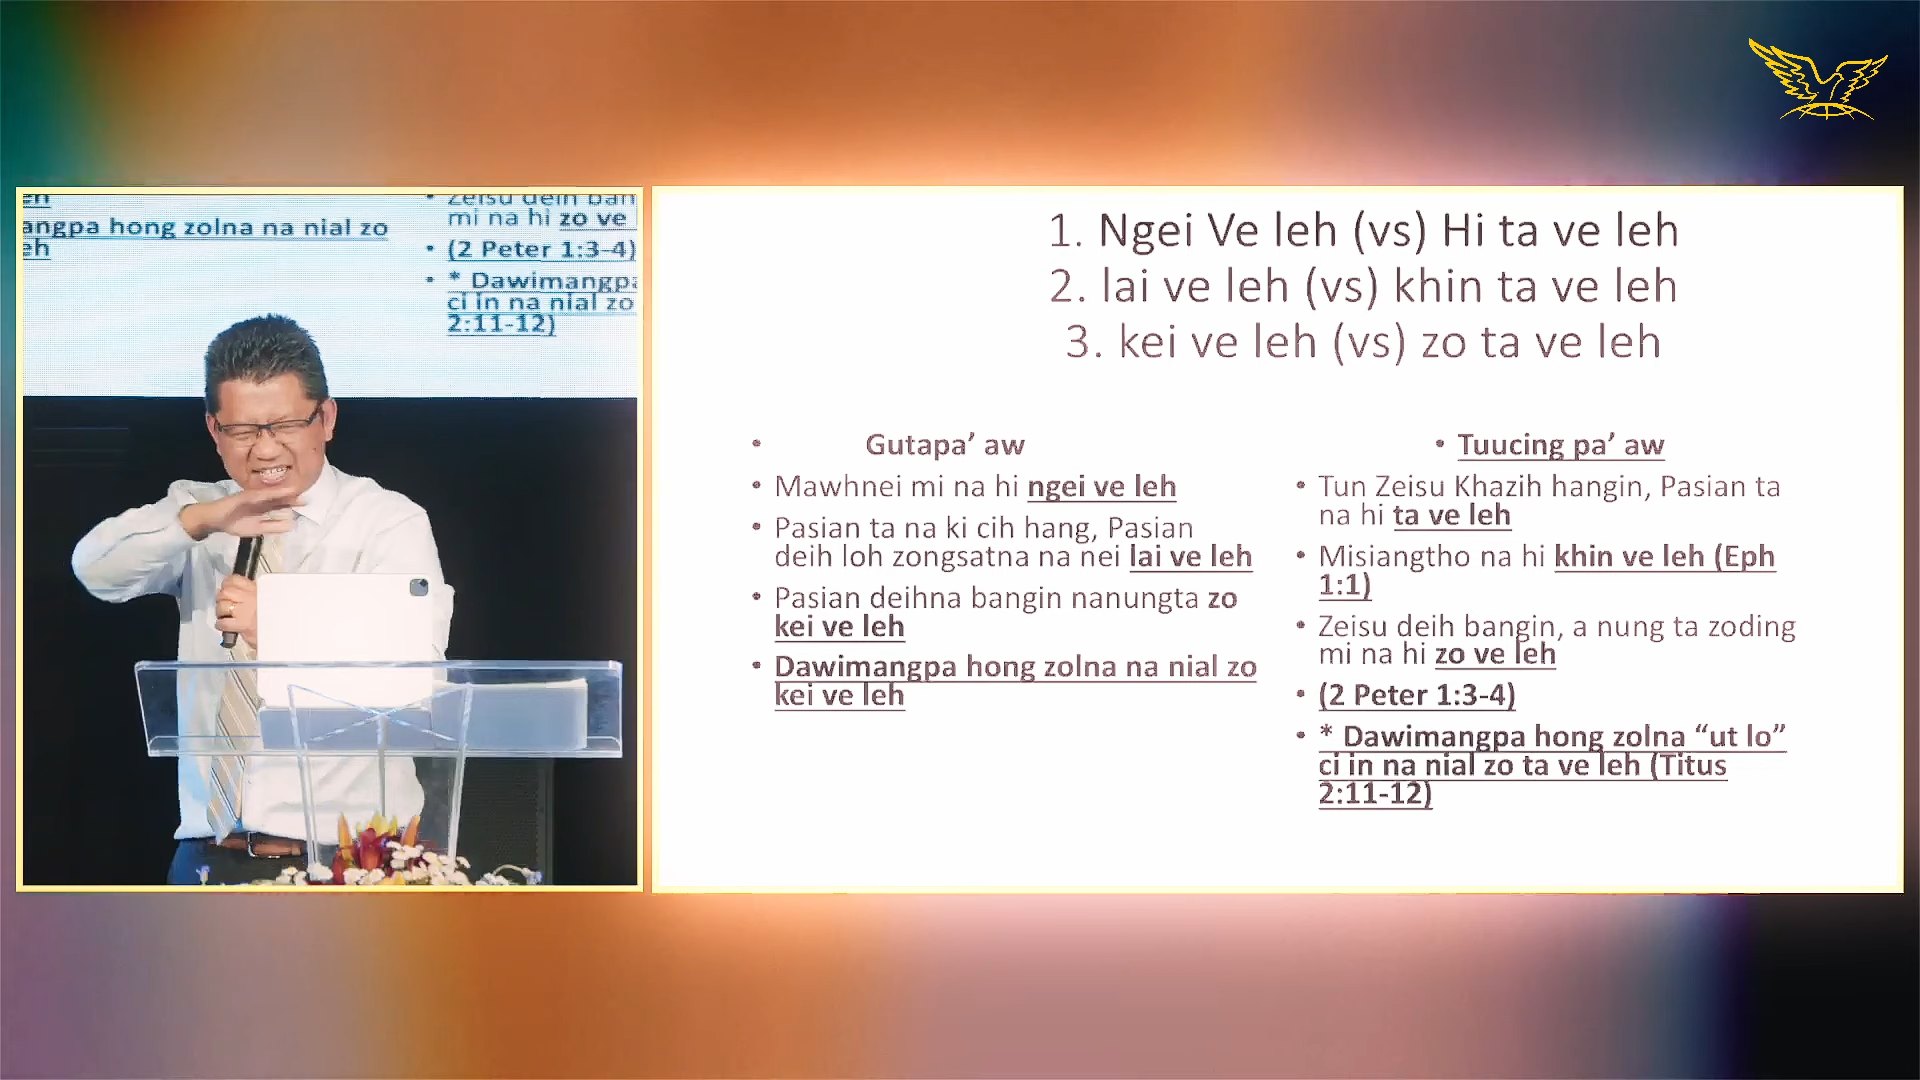 eh
angpa hong zolna na nial zo
eh
• Zeisu deih ban
mi na hi zo ve
• (2 Peter 1:3-4)
• * Dawimangpa
ci in na nial zo
2:11-12)
1. Ngei Ve leh (vs) Hi ta ve leh
2. lai ve leh (vs) khin ta ve leh
3. kei ve leh (vs) zo ta ve leh
• Gutapa’ aw
• Mawhnei mi na hi ngei ve leh
• Pasian ta na ki cih hang, Pasian
deih loh zongsatna na nei lai ve leh
• Pasian deihna bangin nanungta zo
kei ve leh
• Dawimangpa hong zolna na nial zo
kei ve leh
• Tuucing pa’ aw
• Tun Zeisu Khazih hangin, Pasian ta
na hi ta ve leh
• Misiangtho na hi khin ve leh (Eph
1:1)
• Zeisu deih bangin, a nung ta zoding
mi na hi zo ve leh
• (2 Peter 1:3-4)
• * Dawimangpa hong zolna “ut lo”
ci in na nial zo ta ve leh (Titus
2:11-12)